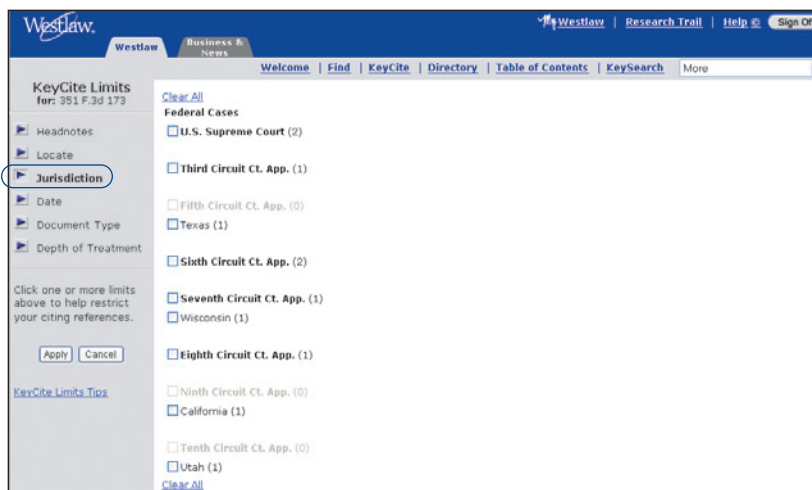 Westlaw.
My Westlaw | Research Trail | Help
Westlaw
Business &
News
Welcome | Find | KeyCite | Directory | Table of Contents | KeySearch
More
KeyCite Limits
for: 351 F.3d 173
Headnotes
Locate
Jurisdiction
Date
Document Type
Depth of Treatment
Click one or more limits
above to help restrict
your citing references.
Apply Cancel
KeyCite Limits Tips
Clear All
Federal Cases
U.S. Supreme Court (2)
Third Circuit Ct. App. (1)
Fifth Circuit Ct. App. (0)
Texas (1)
Sixth Circuit Ct. App. (2)
Seventh Circuit Ct. App. (1)
Wisconsin (1)
Eighth Circuit Ct. App. (1)
Ninth Circuit Ct. App. (0)
California (1)
Tenth Circuit Ct. App. (0)
Utah (1)
Clear All